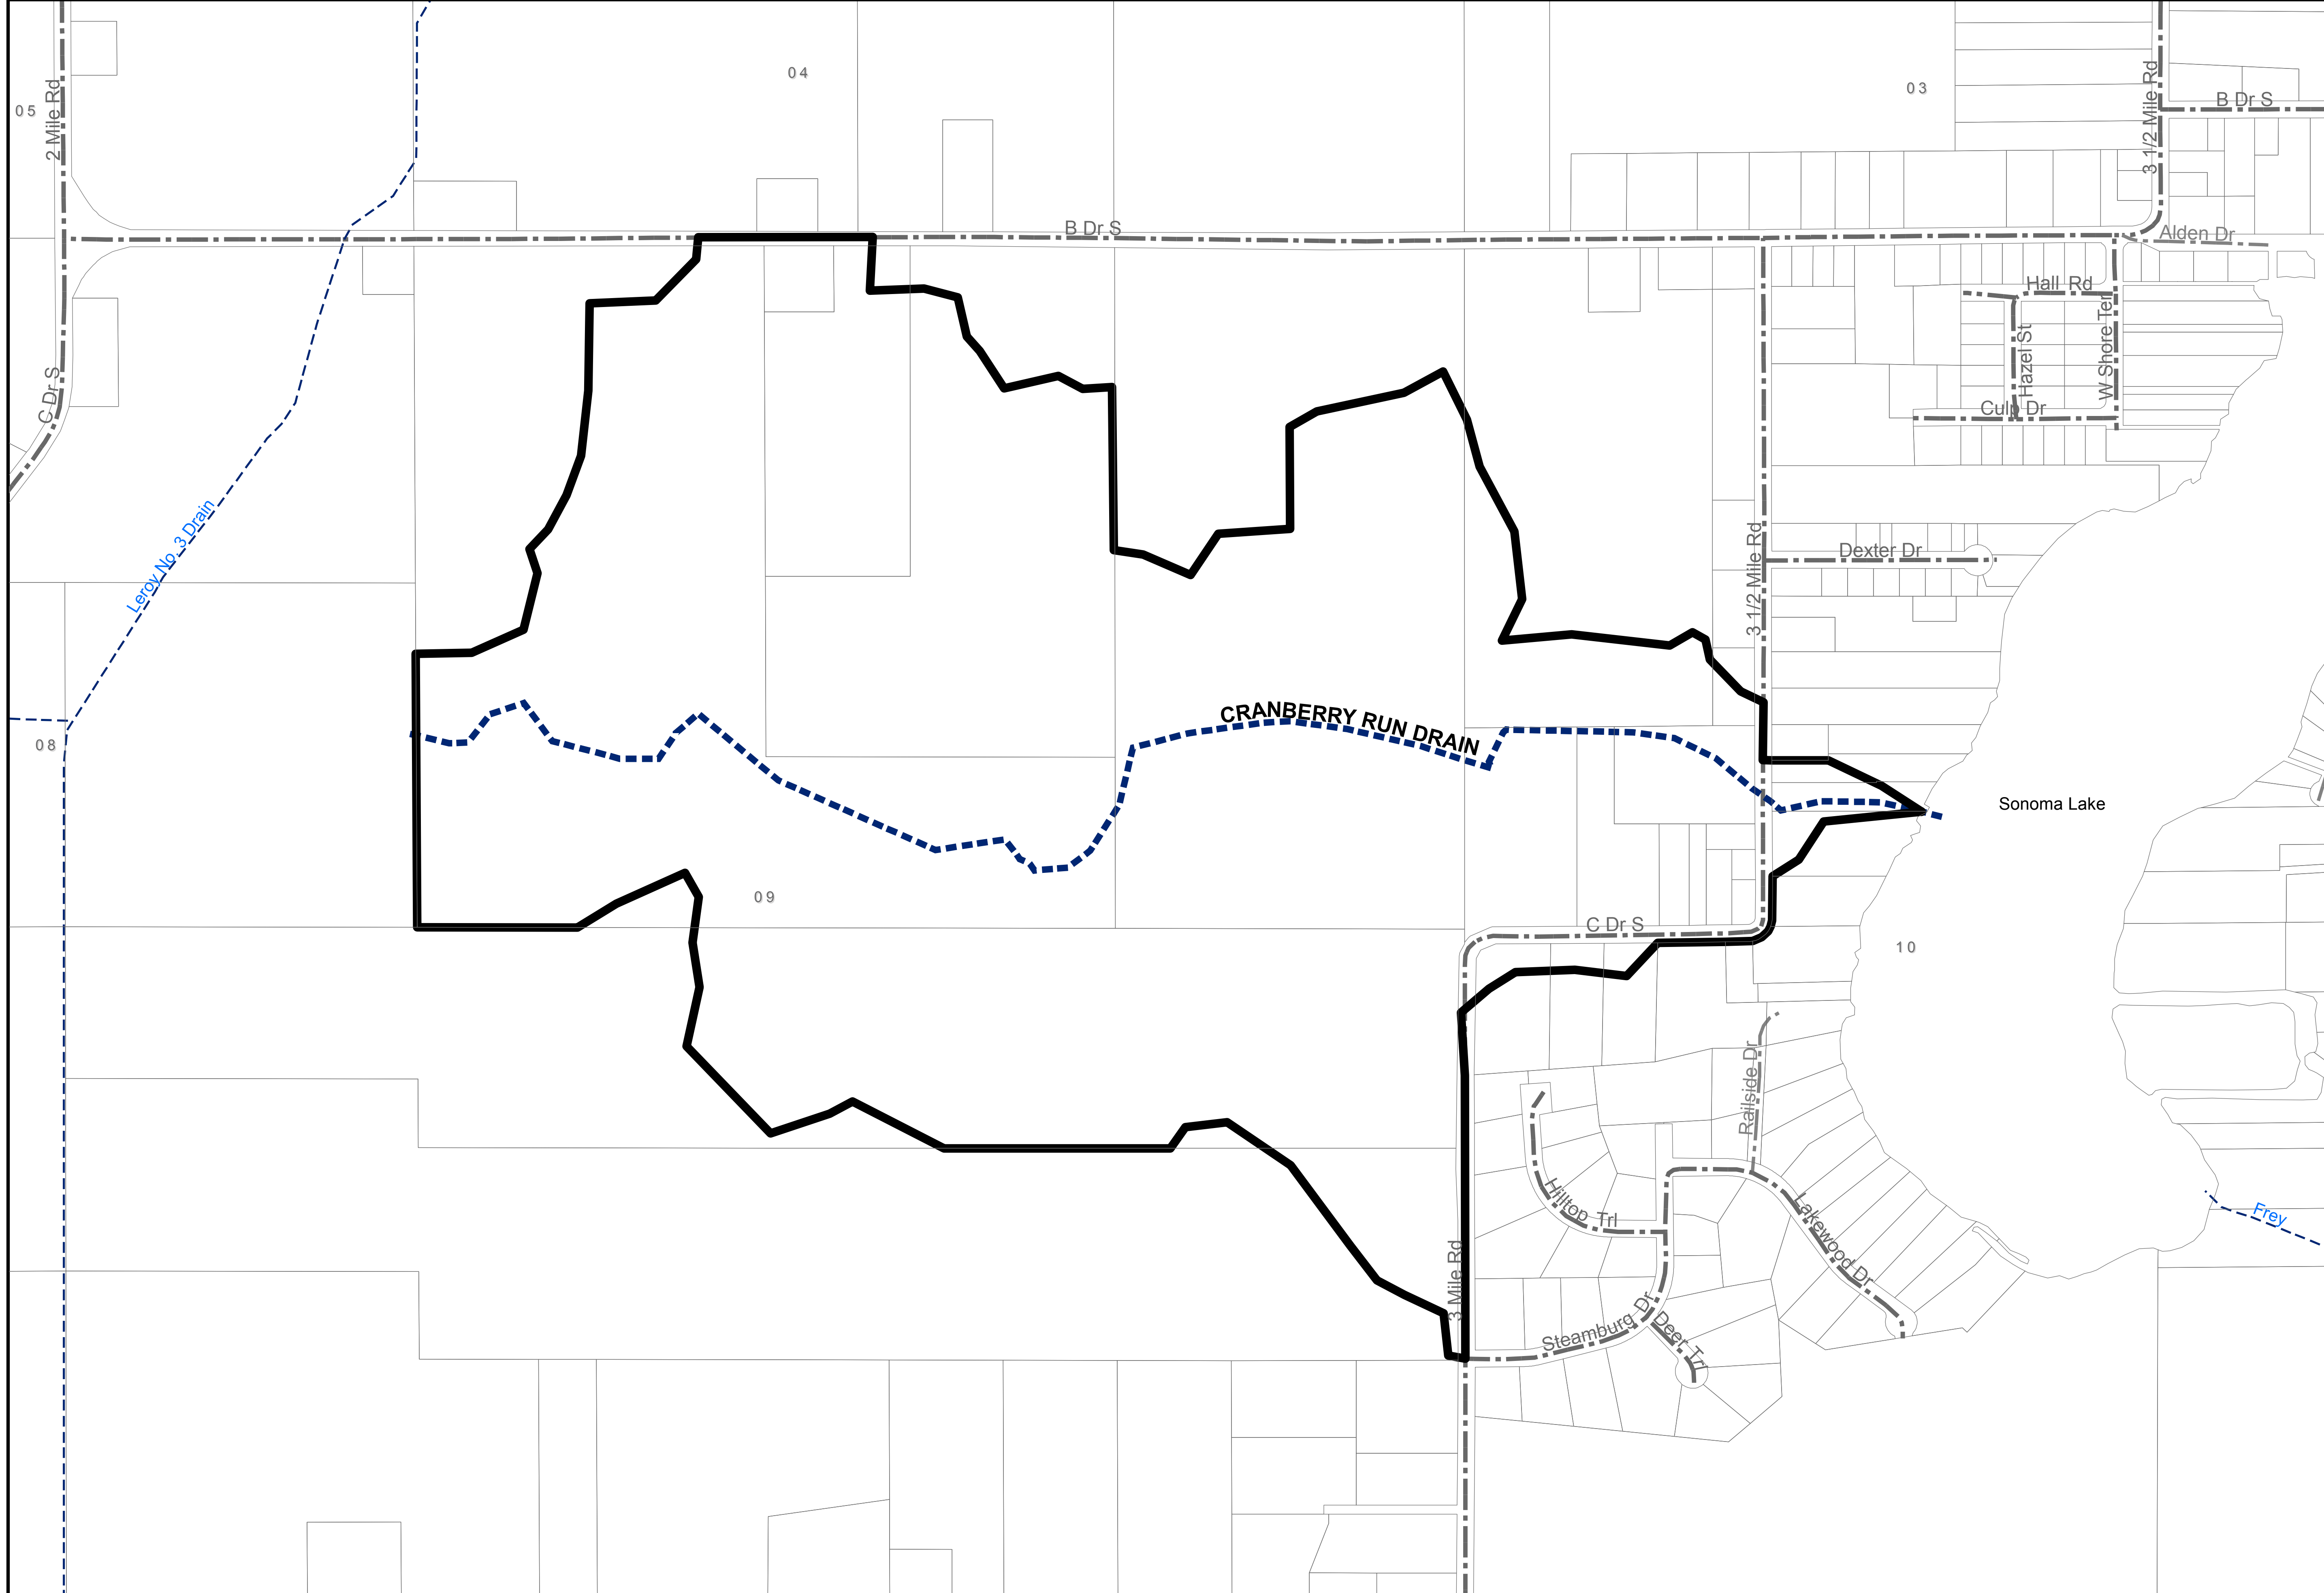 04
03
05
2 Mile Rd
3 1/2 Mile Rd
B Dr S
B Dr S
Alden Dr
Hall Rd
Hazel St
W Shore Ter
C Dr S
Culp Dr
Leroy No. 3 Drain
3 1/2 Mile Rd
Dexter Dr
CRANBERRY RUN DRAIN
08
Sonoma Lake
09
C Dr S
10
Railside Dr
Hilltop Trl
Lakewood Dr
Frey
3 Mile Rd
Steamburg Dr
Deer Trl